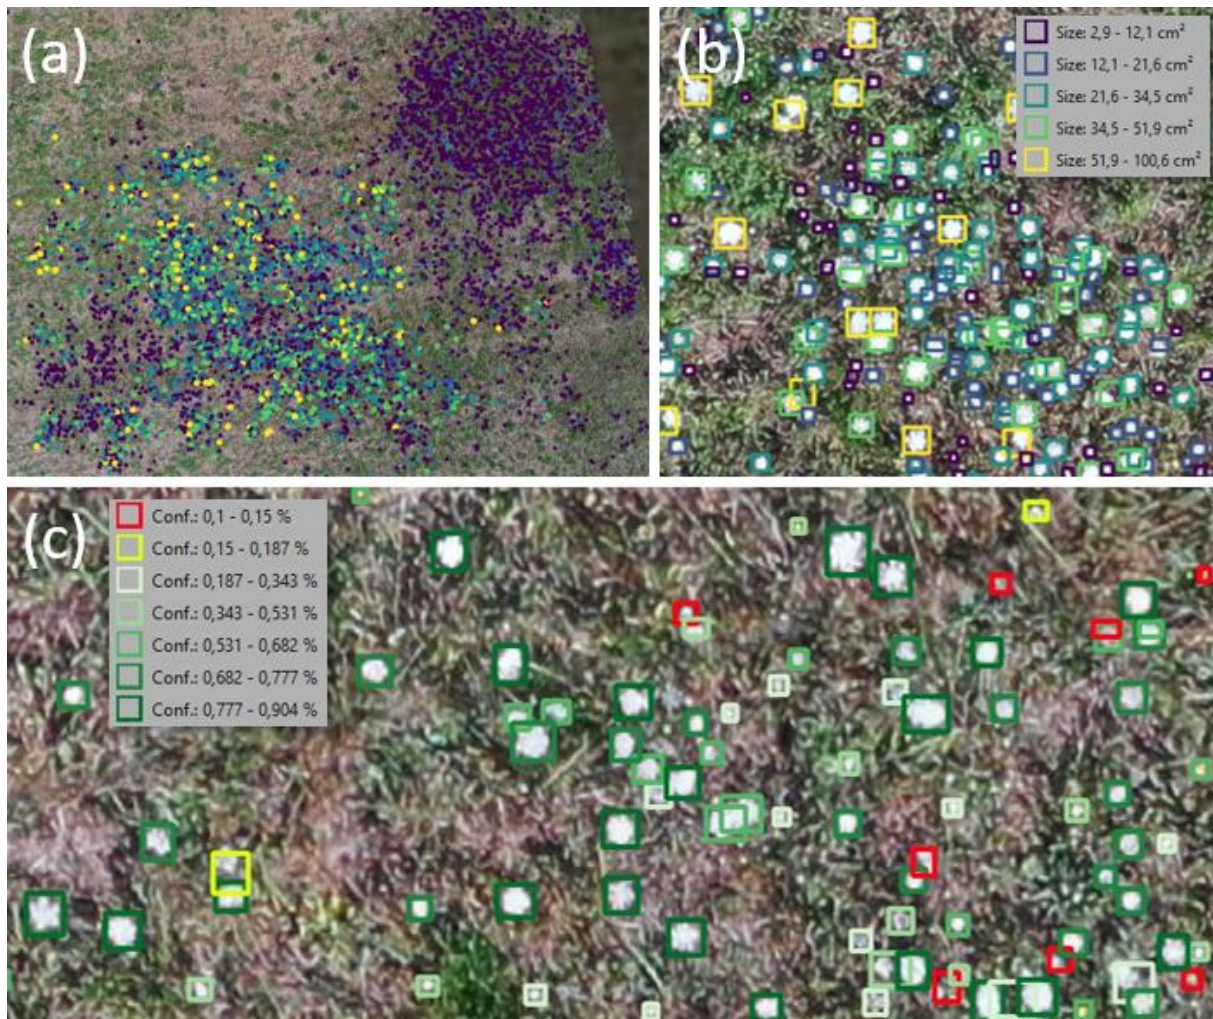 (a)
(b)
Size: 2,9 - 12,1 cm²
Size: 12,1 - 21,6 cm²
Size: 21,6 - 34,5 cm²
Size: 34,5 - 51,9 cm²
Size: 51,9 - 100,6 cm²
(c)
Conf.: 0,1 - 0,15 %
Conf.: 0,15 - 0,187 %
Conf.: 0,187 - 0,343 %
Conf.: 0,343 - 0,531 %
Conf.: 0,531 - 0,682 %
Conf.: 0,682 - 0,777 %
Conf.: 0,777 - 0,904 %